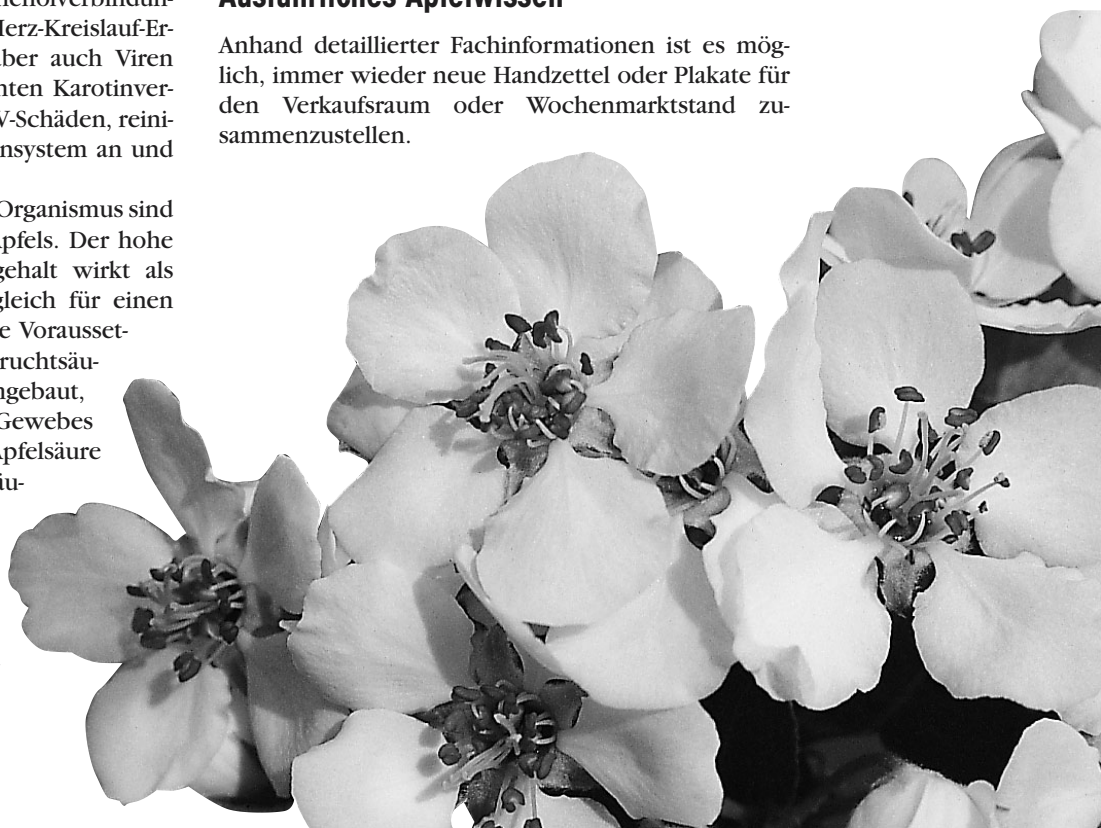 Herz-Kreislauf-Er-
aber auch Viren
Karotinver-
V-Schäden, reini-
nsystem an und
Organismus sind
Apfels. Der hohe
gehalt wirkt als
gleich für einen
e Vorausset-
ruchtsäu-
ngebaut,
Gewebes
Apfelsäure
äu-
Ausführliches Apfelwissen
Anhand detaillierter Fachinformationen ist es mög-
lich, immer wieder neue Handzettel oder Plakate für
den Verkaufsraum oder Wochenmarktstand zu-
sammenzustellen.